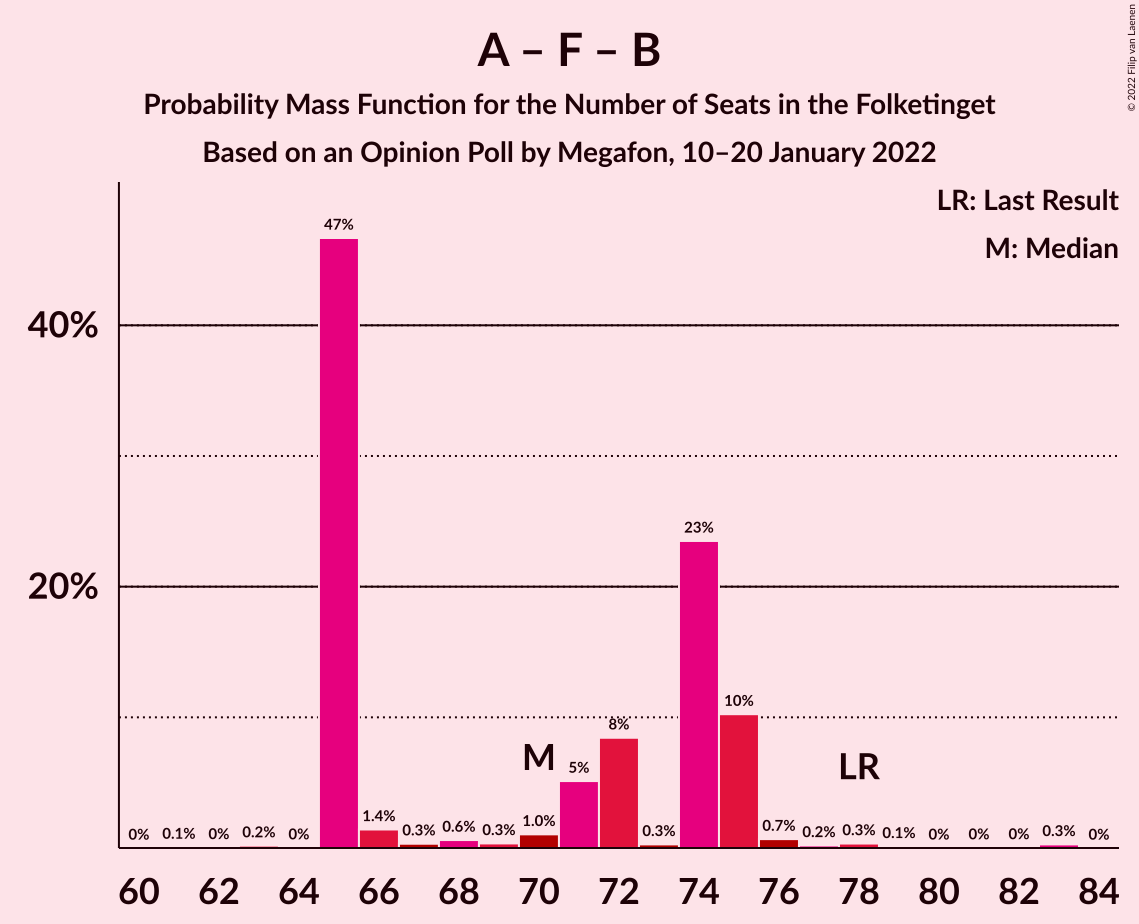 A – F – B
Probability Mass Function for the Number of Seats in the Folketinget
Based on an Opinion Poll by Megafon, 10–20 January 2022
© 2022 Filip van Laenen
LR: Last Result
M: Median
40%
20%
0% 0.1% 0% 0.2% 0% 47% 1.4% 0.3% 0.6% 0.3% 1.0% 5% 8% 0.3% 23% 10% 0.7% 0.2% 0.3% 0.1% 0% 0% 0% 0.3% 0%
M LR
60 62 64 66 68 70 72 74 76 78 80 82 84